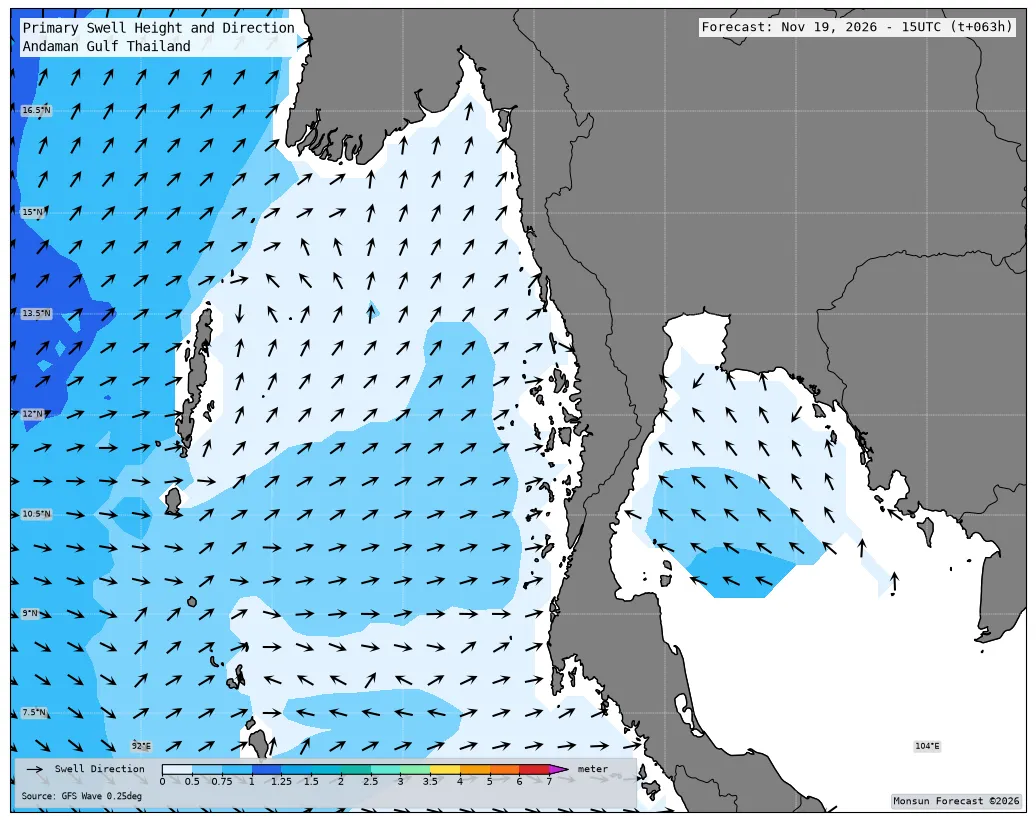 Primary Swell Height and Direction
Andaman Gulf Thailand
Forecast: Nov 19, 2026 - 15UTC (t+063h)
16.5°N
15°N
13.5°N
12°N
10.5°N
9°N
7.5°N
92°E
104°E
Swell Direction
0 0.5 0.75 1 1.25 1.5 2 2.5 3 3.5 4 5 6 7
meter
Source: GFS Wave 0.25deg
Monsun Forecast ©2026